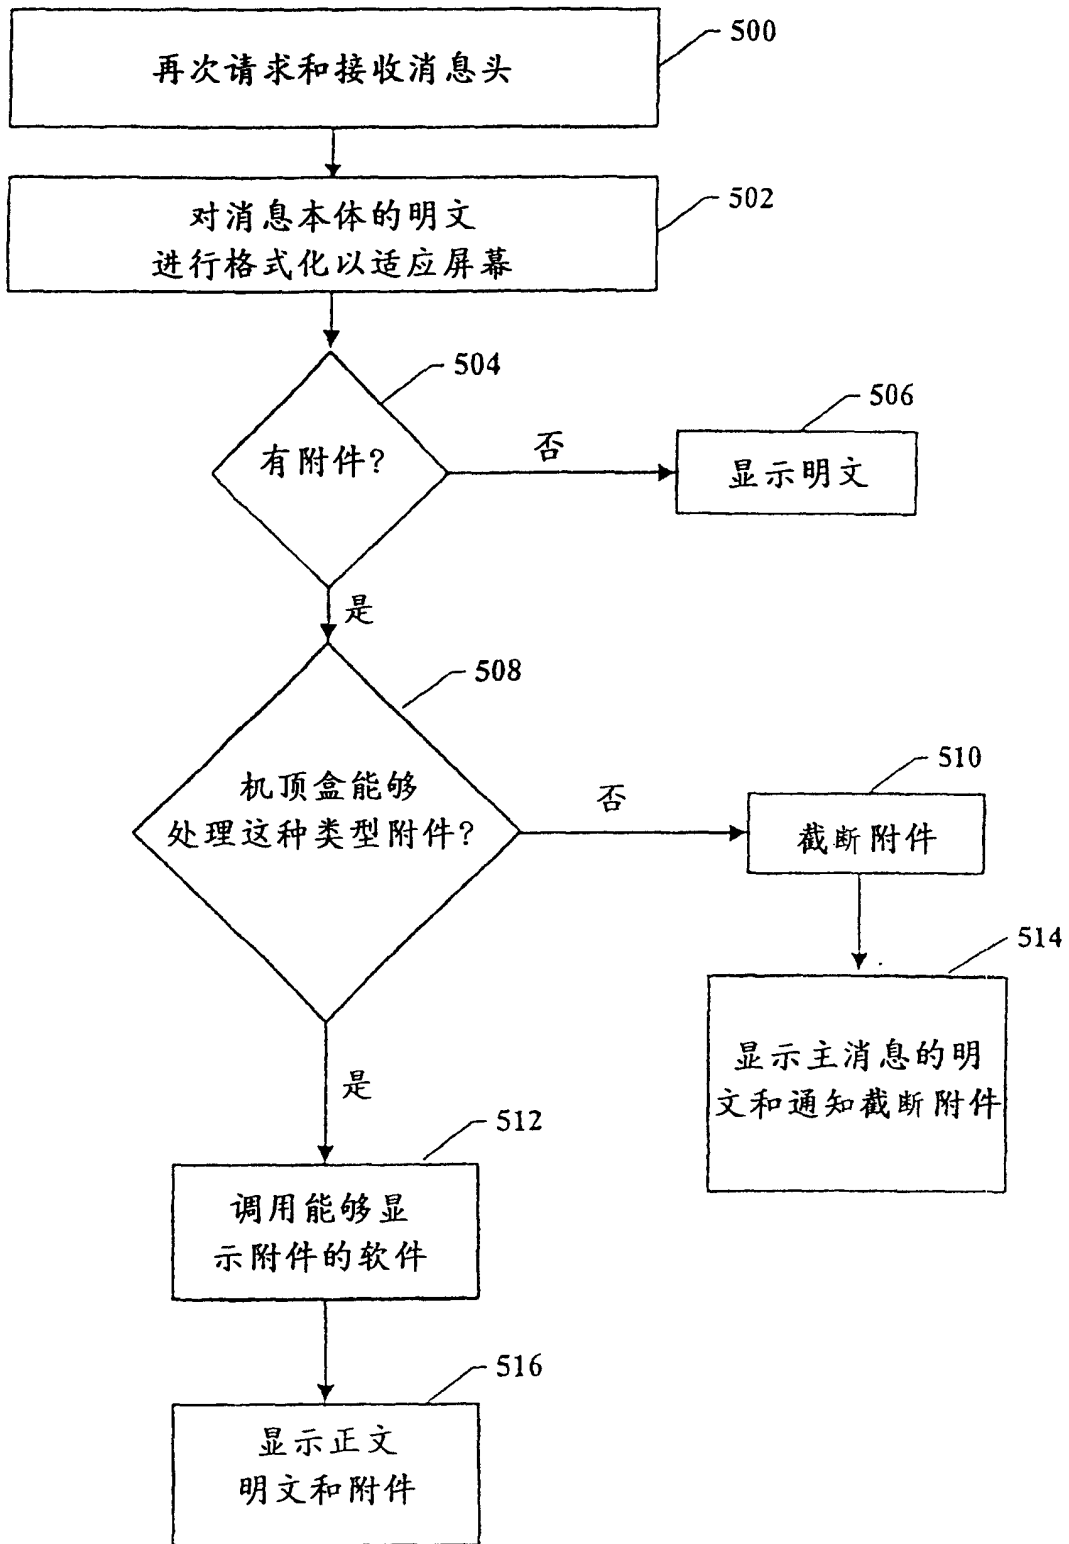 500
再次请求和接收消息头
502
对消息本体的明文
进行格式化以适应屏幕
504
有附件?
否
506
显示明文
是
508
机顶盒能够
处理这种类型附件?
否
510
截断附件
514
显示主消息的明
文和通知截断附件
是
512
调用能够显
示附件的软件
516
显示正文
明文和附件